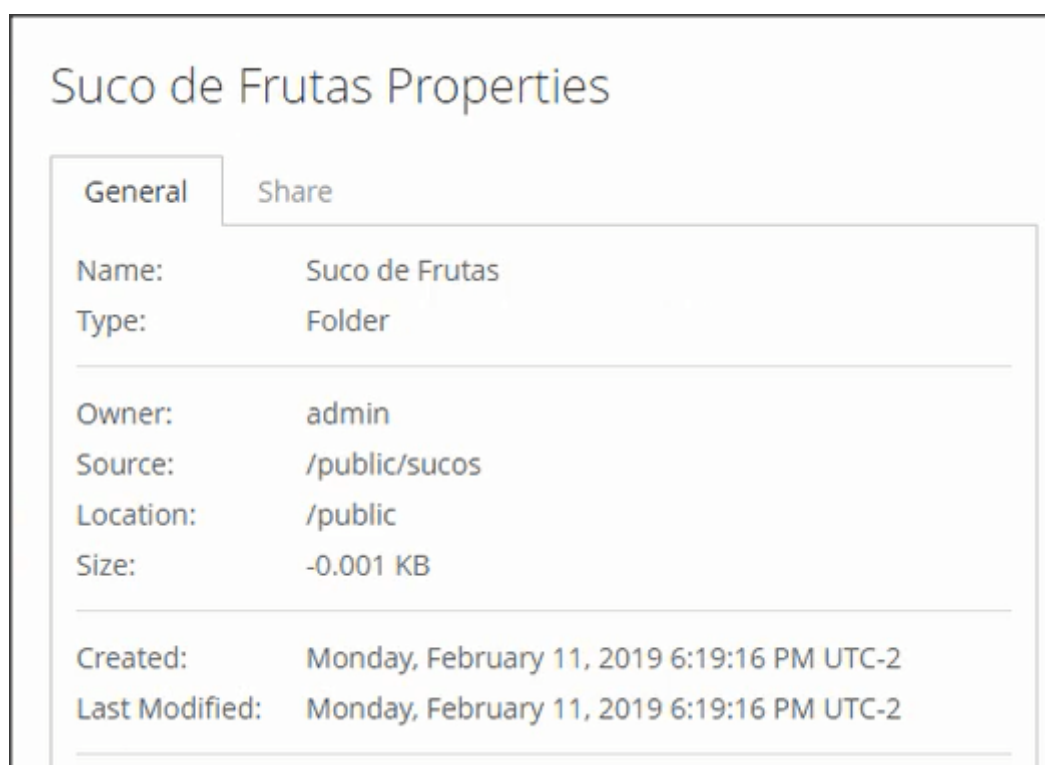 Suco de Frutas Properties
General Share
Name: Suco de Frutas
Type: Folder
Owner: admin
Source: /public/sucos
Location: /public
Size: -0.001 KB
Created: Monday, February 11, 2019 6:19:16 PM UTC-2
Last Modified: Monday, February 11, 2019 6:19:16 PM UTC-2